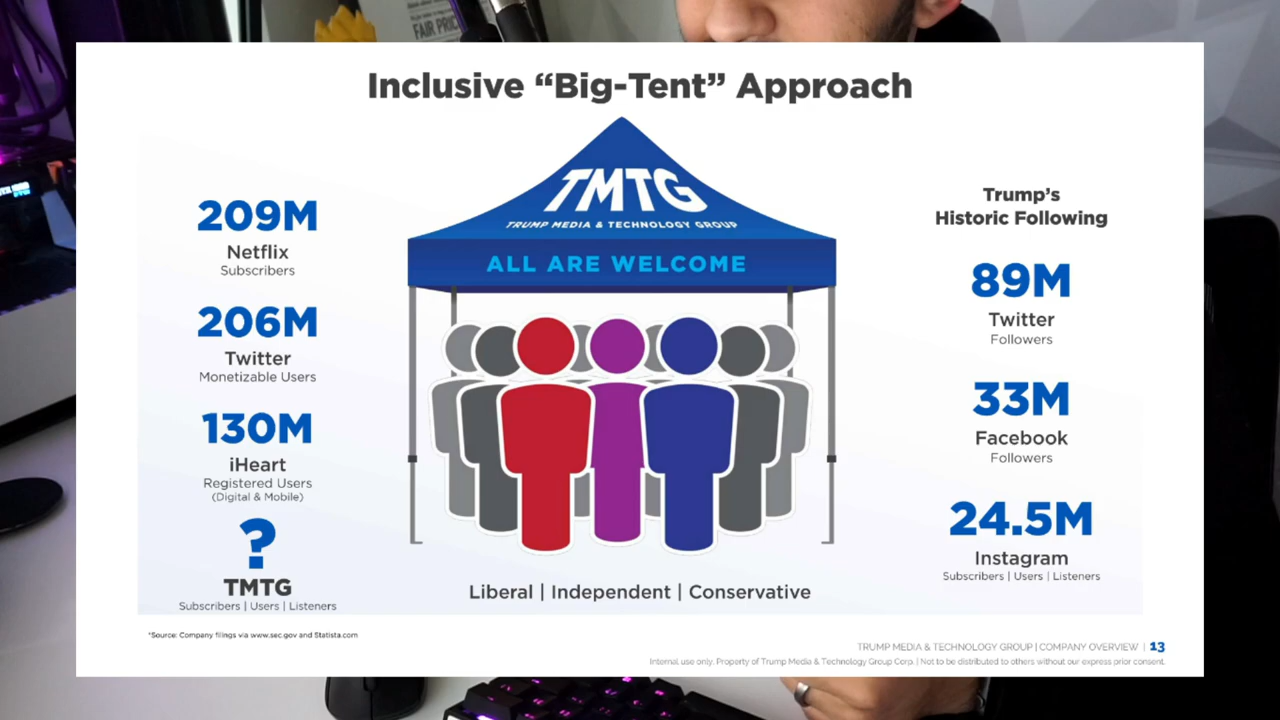 FAIR PRIC
Inclusive “Big-Tent” Approach
209M
Netflix
Subscribers
206M
Twitter
Monetizable Users
130M
iHeart
Registered Users
(Digital & Mobile)
?
TMTG
Subscribers | Users | Listeners
TMTG
TRUMP MEDIA & TECHNOLOGY GROUP
ALL ARE WELCOME
Liberal | Independent | Conservative
Trump’s
Historic Following
89M
Twitter
Followers
33M
Facebook
Followers
24.5M
Instagram
Subscribers | Users | Listeners
*Source: Company filings via www.sec.gov and Statista.com
TRUMP MEDIA & TECHNOLOGY GROUP | COMPANY OVERVIEW | 13
Internal use only. Property of Trump Media & Technology Group Corp. | Not to be distributed to others without our express prior consent.